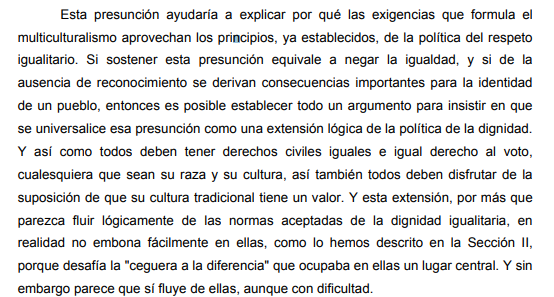 Esta presunción ayudaría a explicar por qué las exigencias que formula el
multiculturalismo aprovechan los principios, ya establecidos, de la política del respeto
igualitario. Si sostener esta presunción equivale a negar la igualdad, y si de la
ausencia de reconocimiento se derivan consecuencias importantes para la identidad
de un pueblo, entonces es posible establecer todo un argumento para insistir en que
se universalice esa presunción como una extensión lógica de la política de la dignidad.
Y así como todos deben tener derechos civiles iguales e igual derecho al voto,
cualesquiera que sean su raza y su cultura, así también todos deben disfrutar de la
suposición de que su cultura tradicional tiene un valor. Y esta extensión, por más que
parezca fluir lógicamente de las normas aceptadas de la dignidad igualitaria, en
realidad no embona fácilmente en ellas, como lo hemos descrito en la Sección II,
porque desafía la "ceguera a la diferencia" que ocupaba en ellas un lugar central. Y sin
embargo parece que sí fluye de ellas, aunque con dificultad.